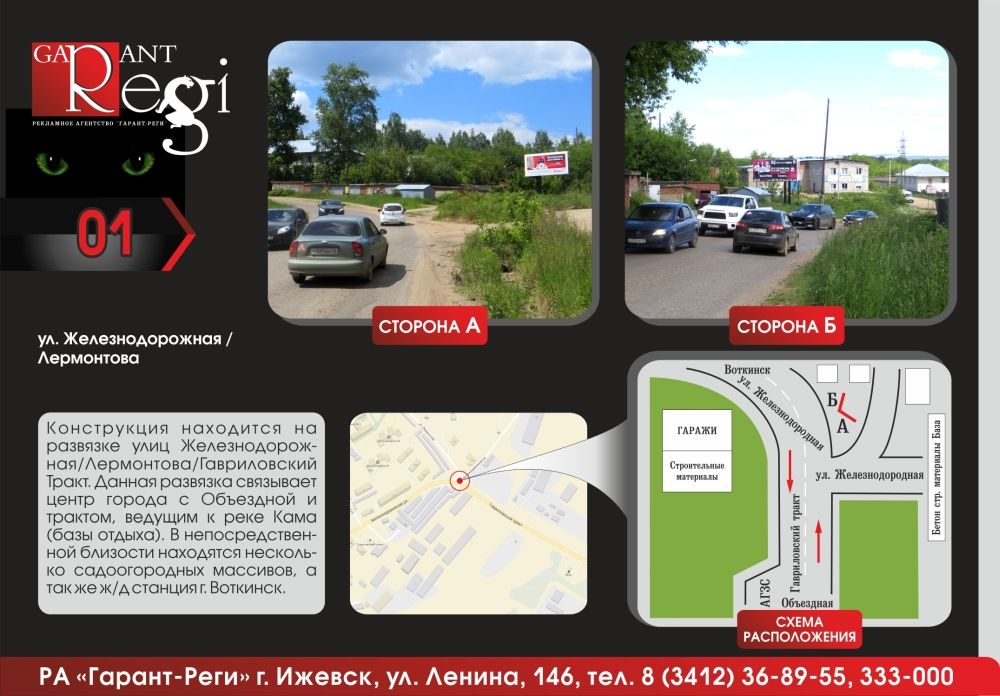 GARANT
Regi
РЕКЛАМНОЕ АГЕНТСТВО "ГАРАНТ-РЕГИ"
01
СТОРОНА А
СТОРОНА Б
ул. Железнодорожная /
Лермонтова
Конструкция находится на
развязке улиц Железнодорож-
ная/Лермонтова/Гавриловский
Тракт. Данная развязка связывает
центр города с Объездной и
трактом, ведущим к реке Кама
(базы отдыха). В непосредствен-
ной близости находятся несколь-
ко садоогородных массивов, а
так же ж/д станция г. Воткинск.
Воткинск
ул. Железнодородная
Б
А
ГАРАЖИ
Строительные
материалы
ул. Железнодородная
Бетон стр. материалы База
Гавриловский тракт
АГЗС
Объездная
СХЕМА
РАСПОЛОЖЕНИЯ
РА «Гарант-Реги» г. Ижевск, ул. Ленина, 146, тел. 8 (3412) 36-89-55, 333-000